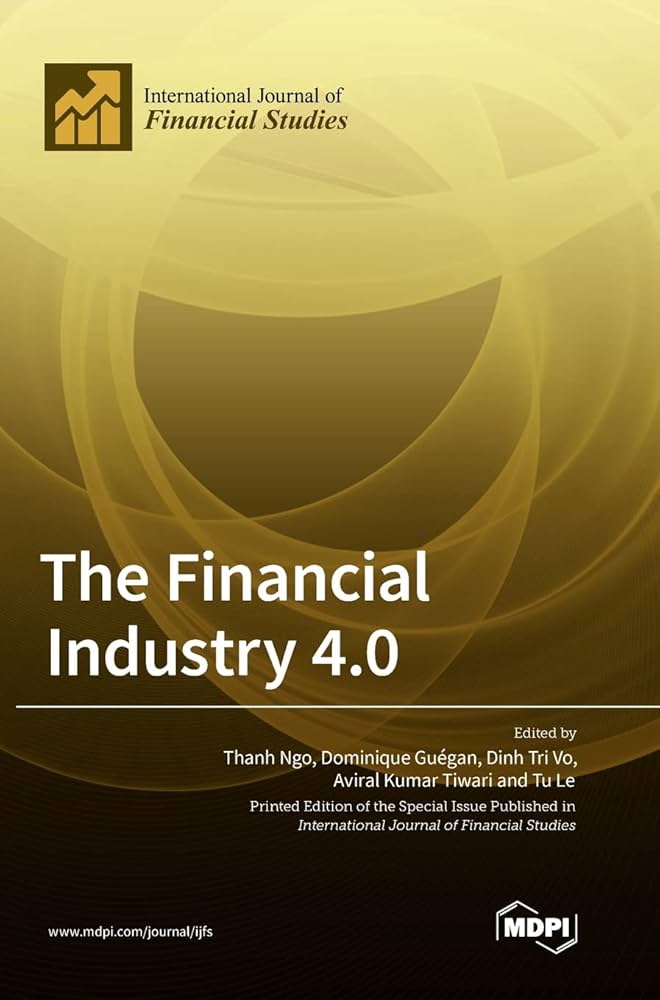 International Journal of
Financial Studies
The Financial
Industry 4.0
Edited by
Thanh Ngo, Dominique Guégan, Dinh Tri Vo,
Aviral Kumar Tiwari and Tu Le
Printed Edition of the Special Issue Published in
International Journal of Financial Studies
www.mdpi.com/journal/ijfs
MDPI